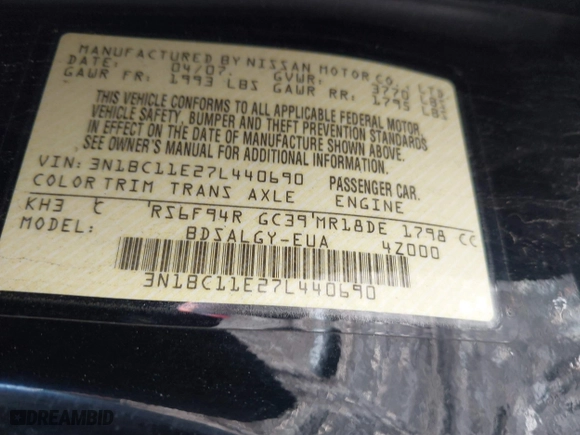 MANUFACTURED BY NISSAN MOTOR CO., LTD.
DATE: 04/07. GVWR: 3770 LBS
GAWR FR: 1993 LBS GAWR RR: 1795 LBS
THIS VEHICLE CONFORMS TO ALL APPLICABLE FEDERAL MOTOR
VEHICLE SAFETY, BUMPER AND THEFT PREVENTION STANDARDS
IN EFFECT ON THE DATE OF MANUFACTURE SHOWN ABOVE.
SEE OWNER'S MANUAL FOR ADDITIONAL INFORMATION.
VIN: 3N1BC11E27L440690 PASSENGER CAR.
COLOR TRIM TRANS AXLE ENGINE
KH3 C RS6F94R GC39 MR18DE 1798 CC
MODEL: BDSALGY-EUA 4Z000
3N1BC11E27L440690
DREAMBID